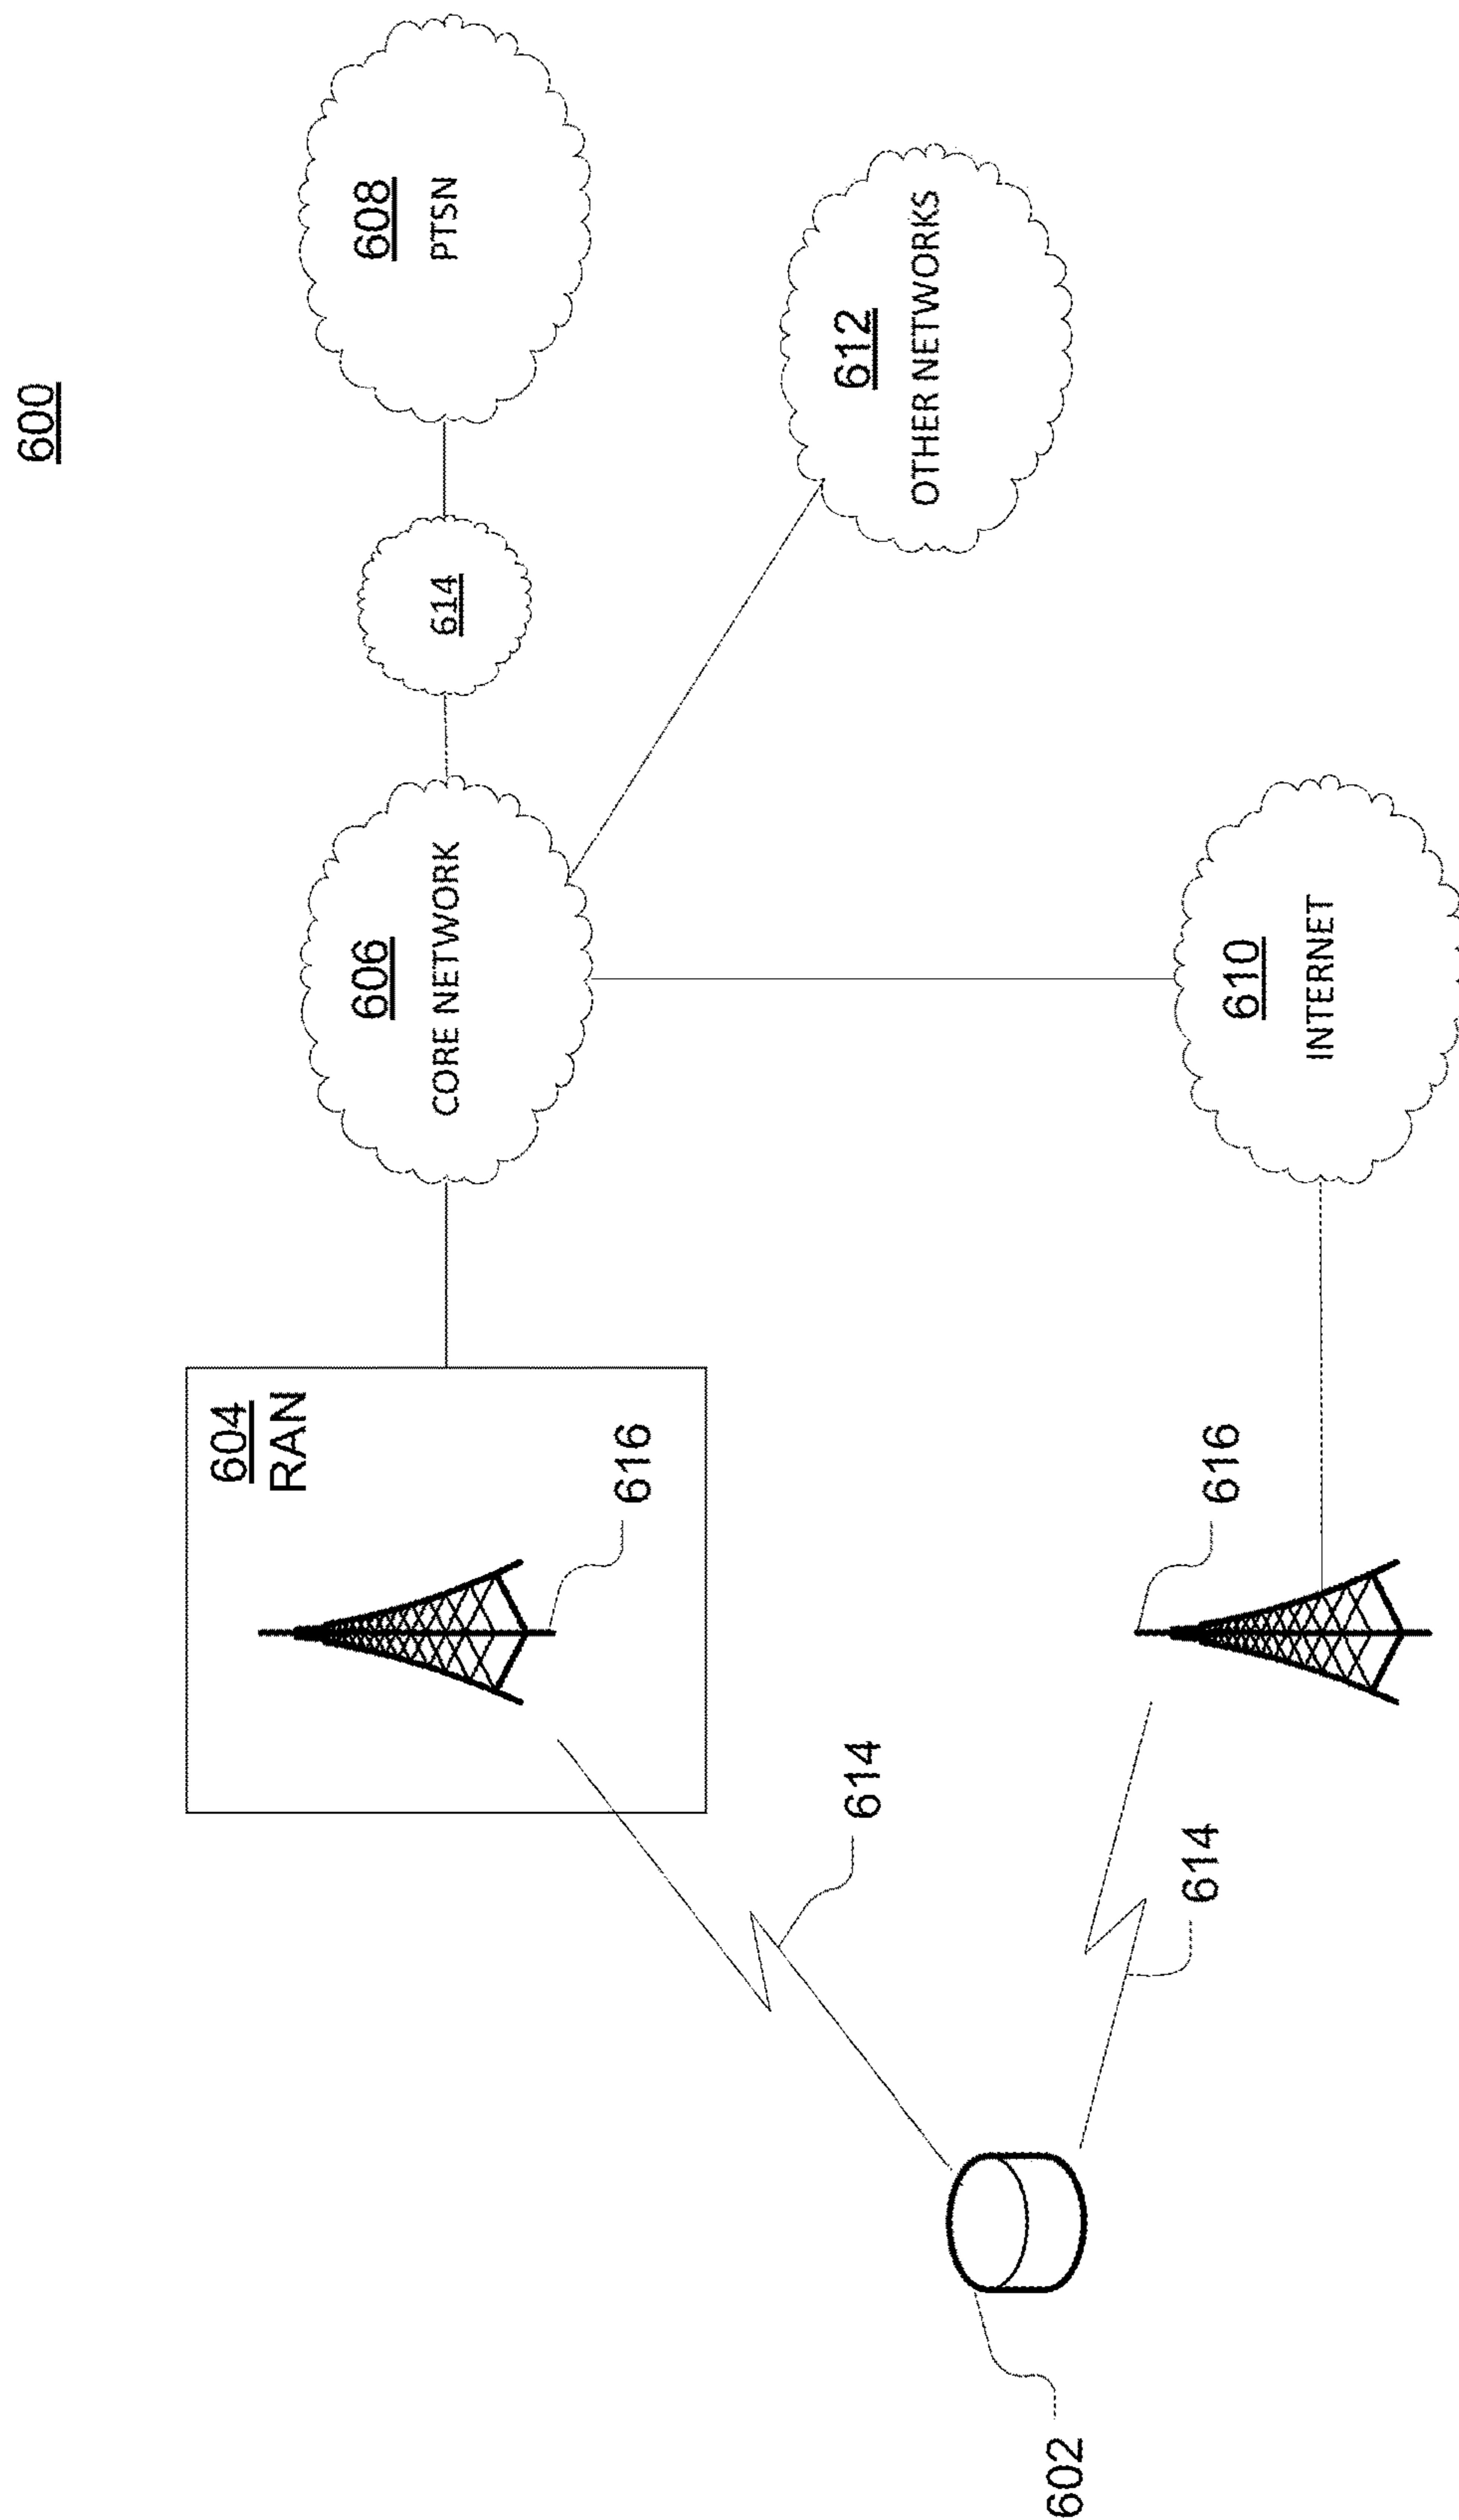 600
604
RAN
616
606
CORE NETWORK
614
608
PTSN
612
OTHER NETWORKS
614
602
614
616
610
INTERNET